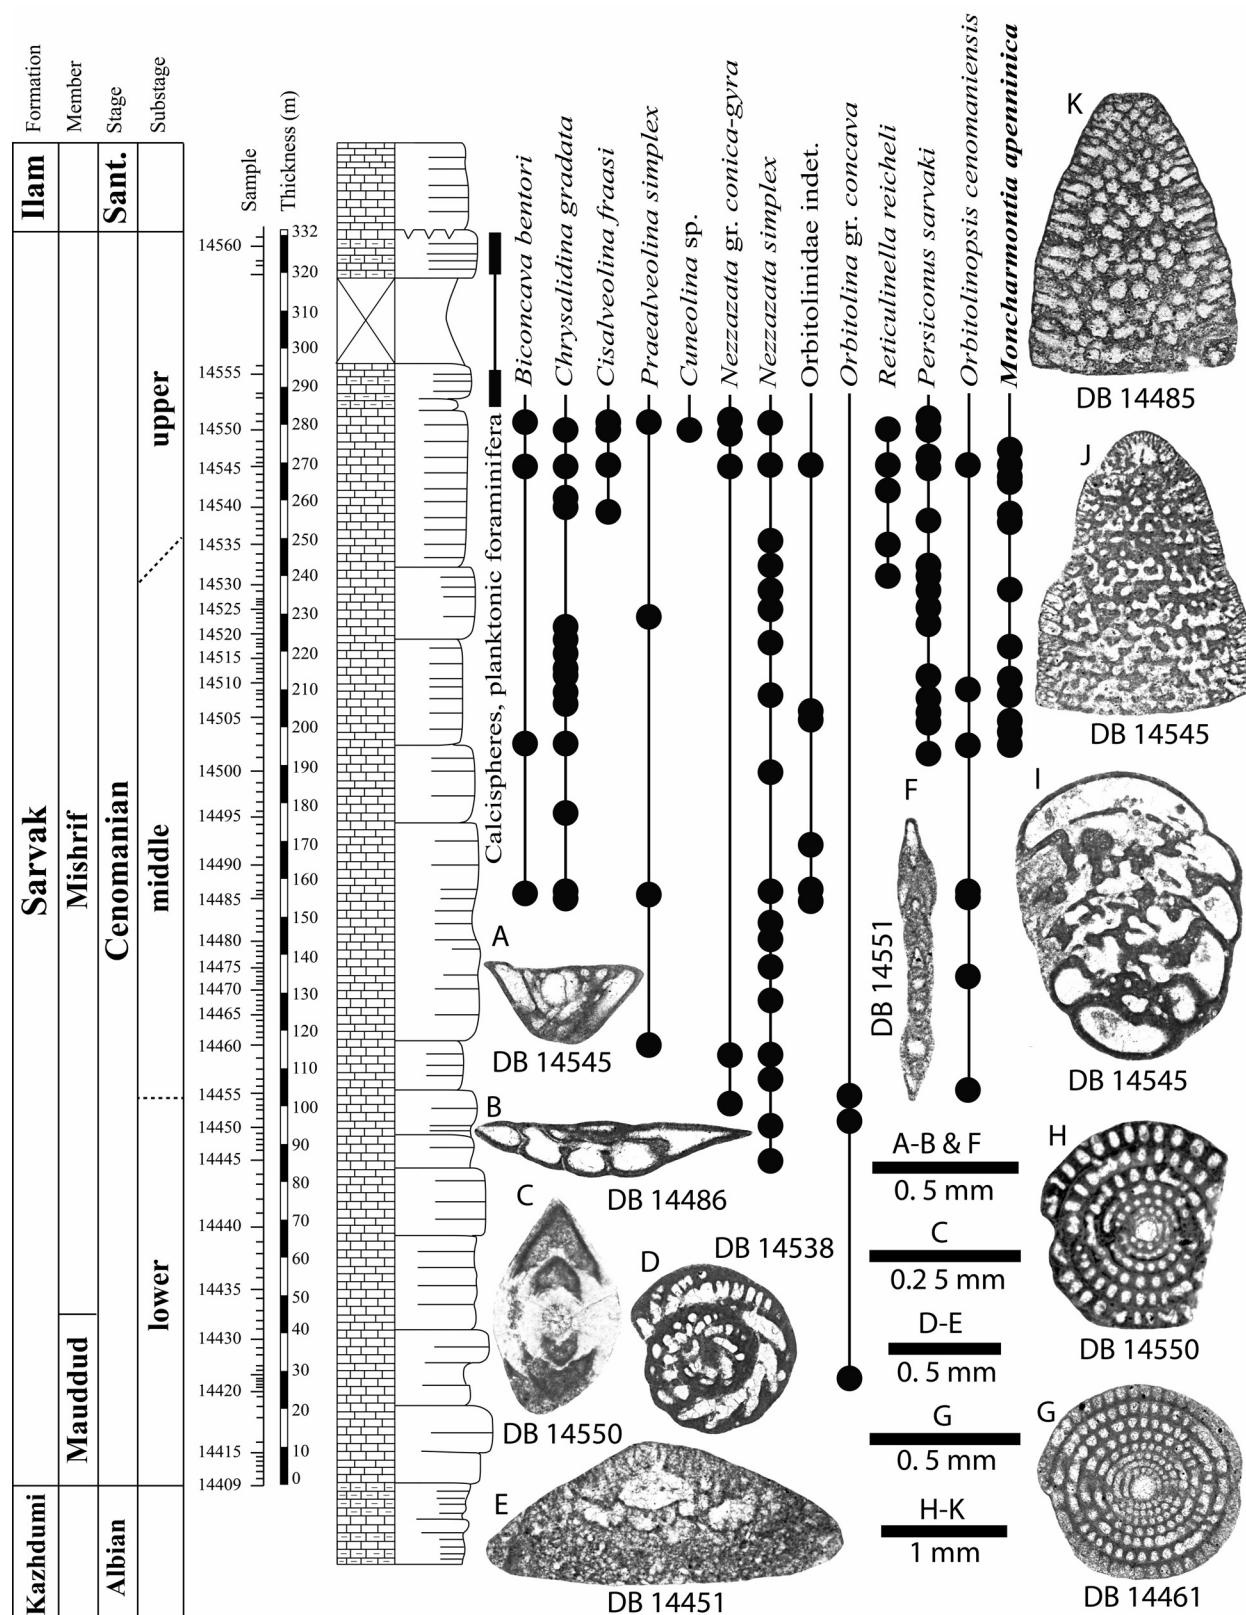 Formation
Member
Stage
Substage
Sample
Thickness (m)
Biconcava bentori
Chrysalidina gradata
Cisalveolina fraasi
Praealveolina simplex
Cuneolina sp.
Nezzazata gr. conica-gyra
Nezzazata simplex
Orbitolinidae indet.
Orbitolina gr. concava
Reticulinella reicheli
Persiconus sarvaki
Orbitolinopsis cenomaniensis
Moncharmontia apenninica
Ilam
Sant.
Sarvak
Mishrif
Mauddud
Cenomanian
upper
middle
lower
Kazhdumi
Albian
14560
14555
14550
14545
14540
14535
14530
14525
14520
14515
14510
14505
14500
14495
14490
14485
14480
14475
14470
14465
14460
14455
14450
14445
14440
14435
14430
14420
14415
14409
332
320
310
300
290
280
270
260
250
240
230
220
210
200
190
180
170
160
150
140
130
120
110
100
90
80
70
60
50
40
30
20
10
0
Calcispheres, planktonic foraminifera
K
DB 14485
J
DB 14545
I
DB 14545
F
DB 14551
A
DB 14545
B
DB 14486
C
DB 14550
D
DB 14538
E
DB 14451
A-B & F
0. 5 mm
C
0.2 5 mm
D-E
0.5 mm
G
0. 5 mm
H-K
1 mm
H
DB 14550
G
DB 14461